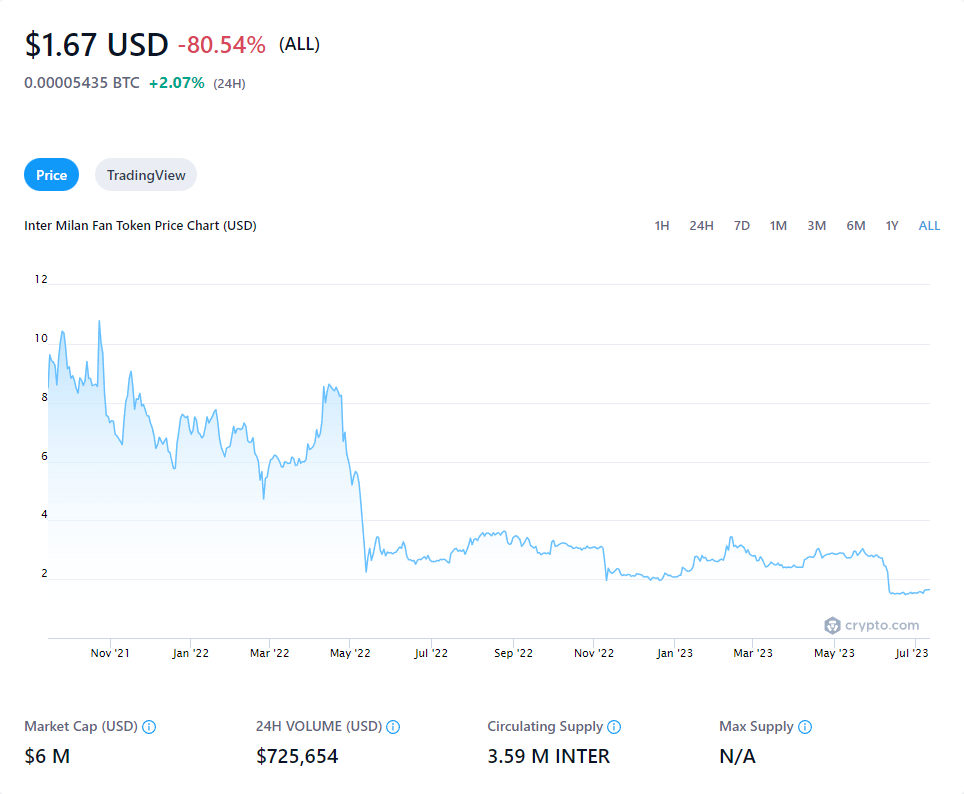 $1.67 USD -80.54% (ALL)
0.00005435 BTC +2.07% (24H)
Price TradingView
Inter Milan Fan Token Price Chart (USD) 1H 24H 7D 1M 3M 6M 1Y ALL
12
10
8
6
4
2
crypto.com
Nov '21 Jan '22 Mar '22 May '22 Jul '22 Sep '22 Nov '22 Jan '23 Mar '23 May '23 Jul '23
Market Cap (USD) 24H VOLUME (USD) Circulating Supply Max Supply
$6 M $725,654 3.59 M INTER N/A